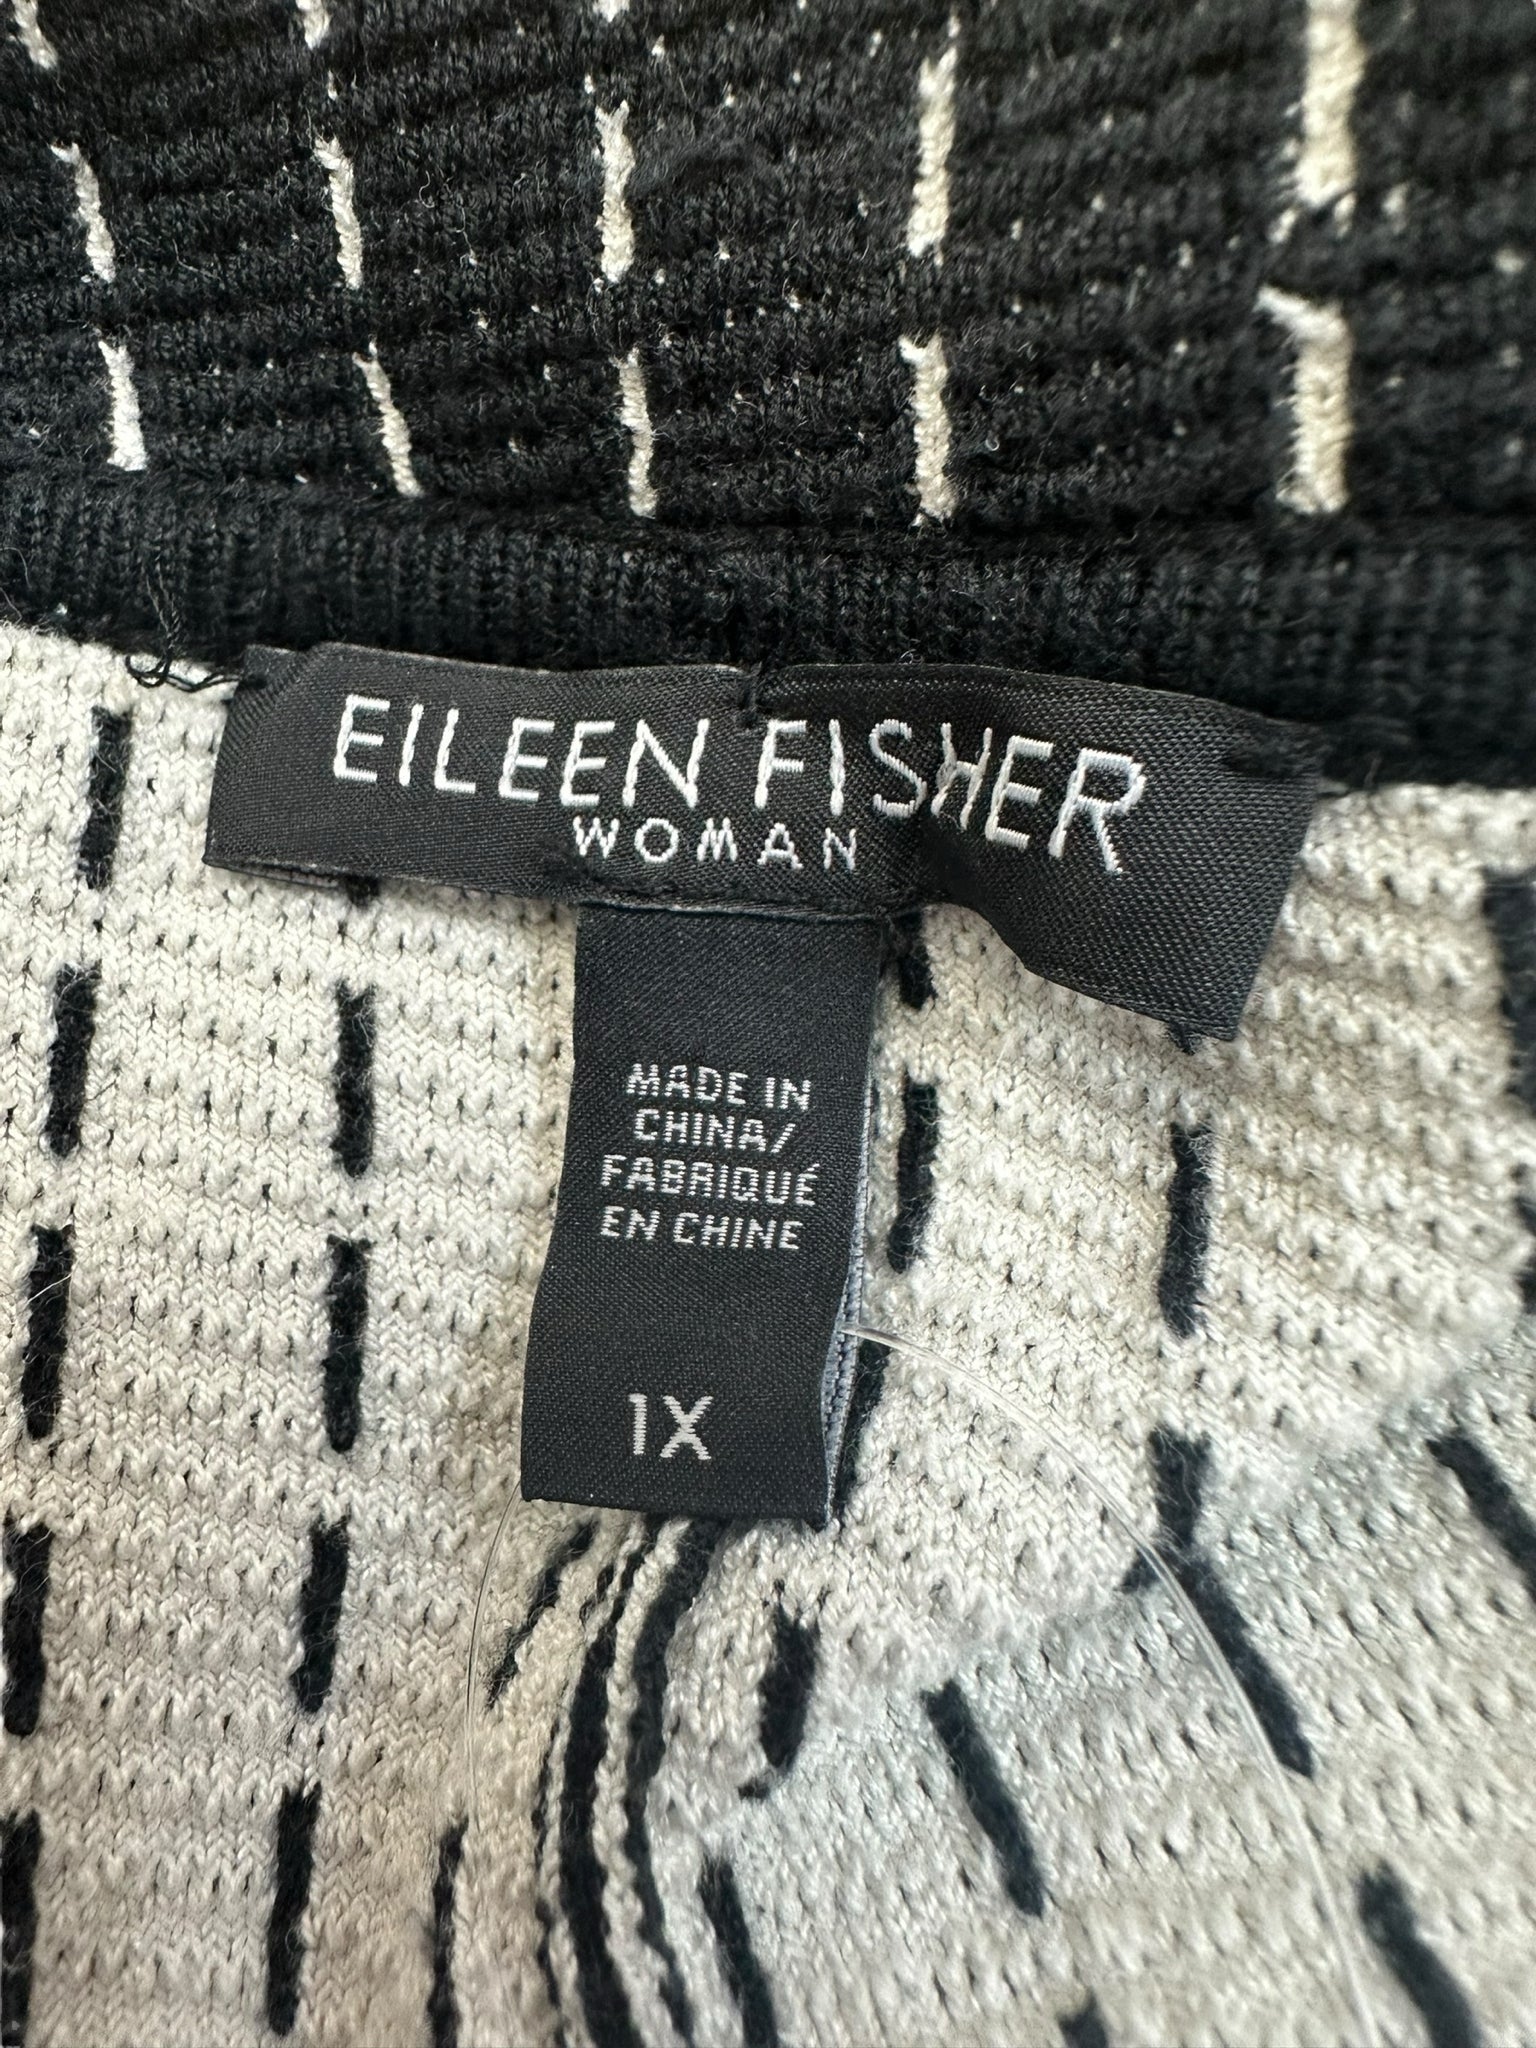 EILEEN FISHER
WOMAN
MADE IN
CHINA/
FABRIQUÉ
EN CHINE
1X